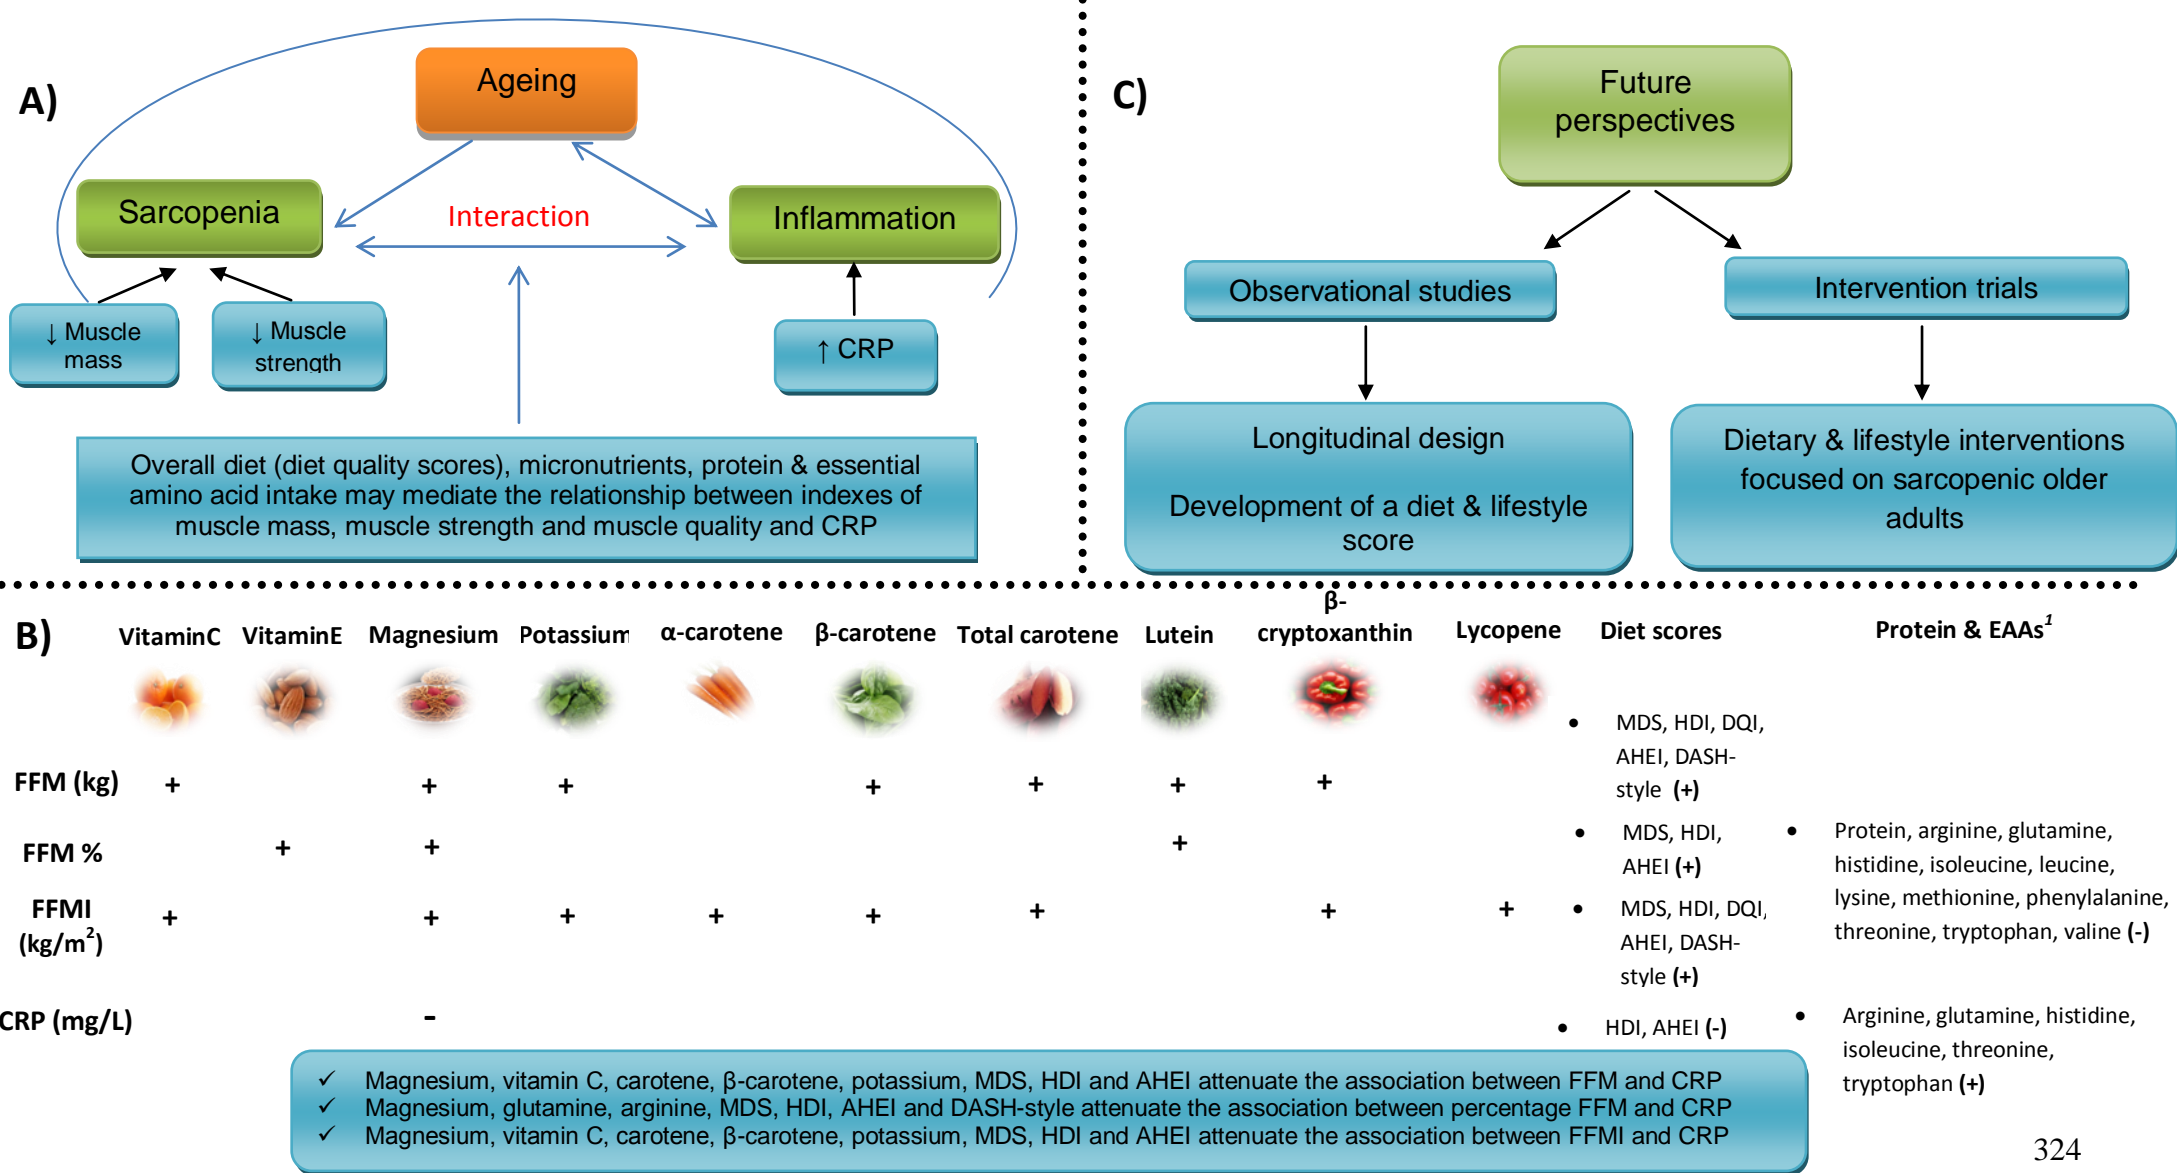 A)
Ageing
Sarcopenia
Interaction
Inflammation
↓ Muscle
mass
↓ Muscle
strength
↑ CRP
Overall diet (diet quality scores), micronutrients, protein & essential
amino acid intake may mediate the relationship between indexes of
muscle mass, muscle strength and muscle quality and CRP
C)
Future
perspectives
Observational studies
Intervention trials
Longitudinal design
Development of a diet & lifestyle
score
Dietary & lifestyle interventions
focused on sarcopenic older
adults
B)
VitaminC VitaminE Magnesium Potassium α-carotene β-carotene Total carotene Lutein β-
cryptoxanthin Lycopene Diet scores Protein & EAAs¹
FFM (kg) + + + + + + +
• MDS, HDI, DQI,
AHEI, DASH-
style (+)
FFM % + + +
• MDS, HDI,
AHEI (+)
• Protein, arginine, glutamine,
histidine, isoleucine, leucine,
lysine, methionine, phenylalanine,
threonine, tryptophan, valine (-)
FFMI
(kg/m²) + + + + + + + +
• MDS, HDI, DQI,
AHEI, DASH-
style (+)
CRP (mg/L) -
• HDI, AHEI (-)
• Arginine, glutamine, histidine,
isoleucine, threonine,
tryptophan (+)
✓ Magnesium, vitamin C, carotene, β-carotene, potassium, MDS, HDI and AHEI attenuate the association between FFM and CRP
✓ Magnesium, glutamine, arginine, MDS, HDI, AHEI and DASH-style attenuate the association between percentage FFM and CRP
✓ Magnesium, vitamin C, carotene, β-carotene, potassium, MDS, HDI and AHEI attenuate the association between FFMI and CRP
324